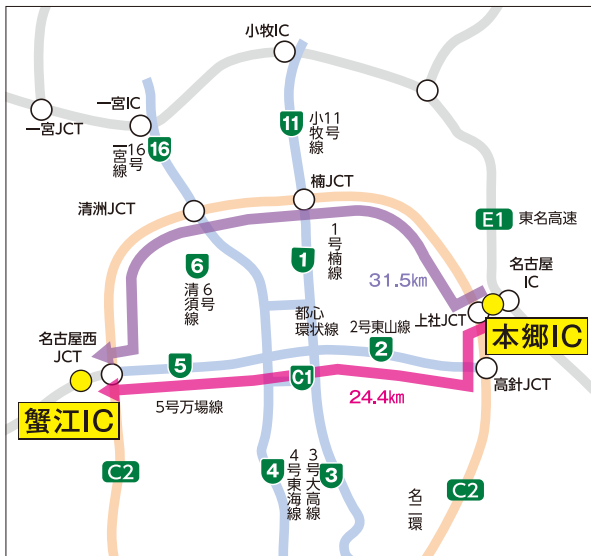 小牧IC
一宮IC
一宮JCT
16
16号
一宮線
11
11号
小牧線
清洲JCT
楠JCT
E1
東名高速
1
1号楠線
6
6号
清須線
31.5km
名古屋
IC
上社JCT
本郷IC
都心
環状線
2号東山線
2
名古屋西
JCT
5
C1
高針JCT
蟹江IC
5号万場線
24.4km
C2
4
4号東海線
3号大高線
3
名二環
C2